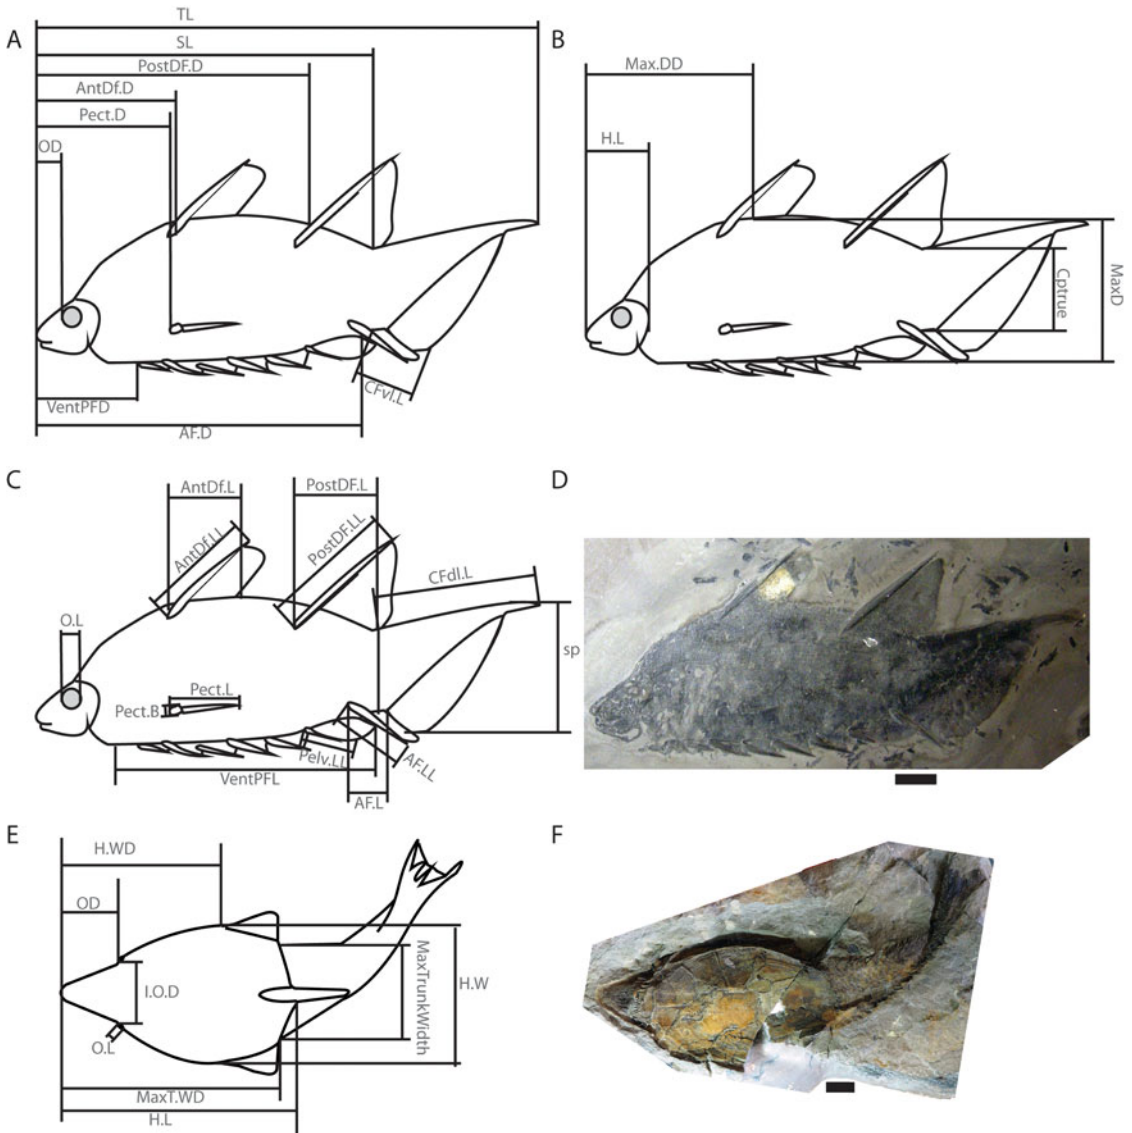 A
TL
SL
PostDF.D
AntDf.D
Pect.D
OD
VentPFD
AF.D
CFvl.L
B
Max.DD
H.L
Cptrue
MaxD
C
AntDf.L
PostDF.L
AntDf.LL
PostDF.LL
CFdl.L
O.L
sp
Pect.L
Pect.B
Pelv.LL
AF.LL
VentPFL
AF.L
D
E
H.WD
OD
I.O.D
MaxTrunkWidth
H.W
O.L
MaxT.WD
H.L
F